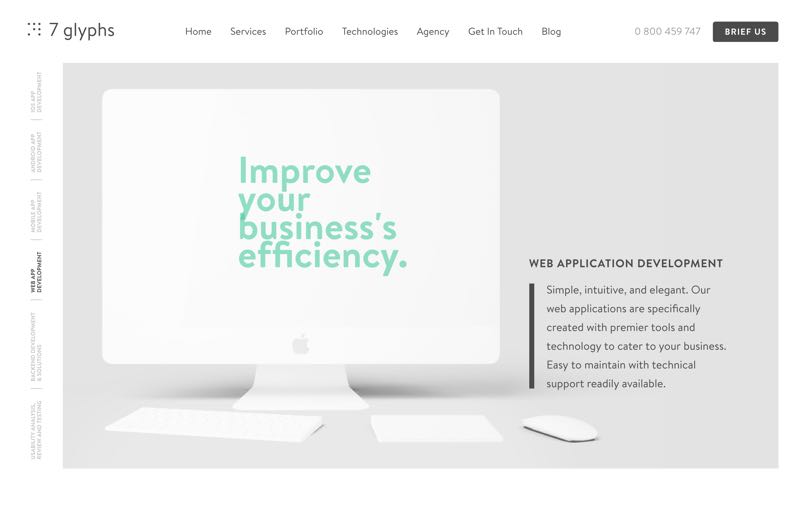 7 glyphs
Home Services Portfolio Technologies Agency Get In Touch Blog
0 800 459 747
BRIEF US
IOS APP
DEVELOPMENT
ANDROID APP
DEVELOPMENT
MOBILE APP
DEVELOPMENT
WEB APP
DEVELOPMENT
BACKEND DEVELOPMENT
& SOLUTIONS
USABILITY ANALYSIS,
REVIEW AND TESTING
Improve
your
business's
efficiency.
WEB APPLICATION DEVELOPMENT
Simple, intuitive, and elegant. Our
web applications are specifically
created with premier tools and
technology to cater to your business.
Easy to maintain with technical
support readily available.